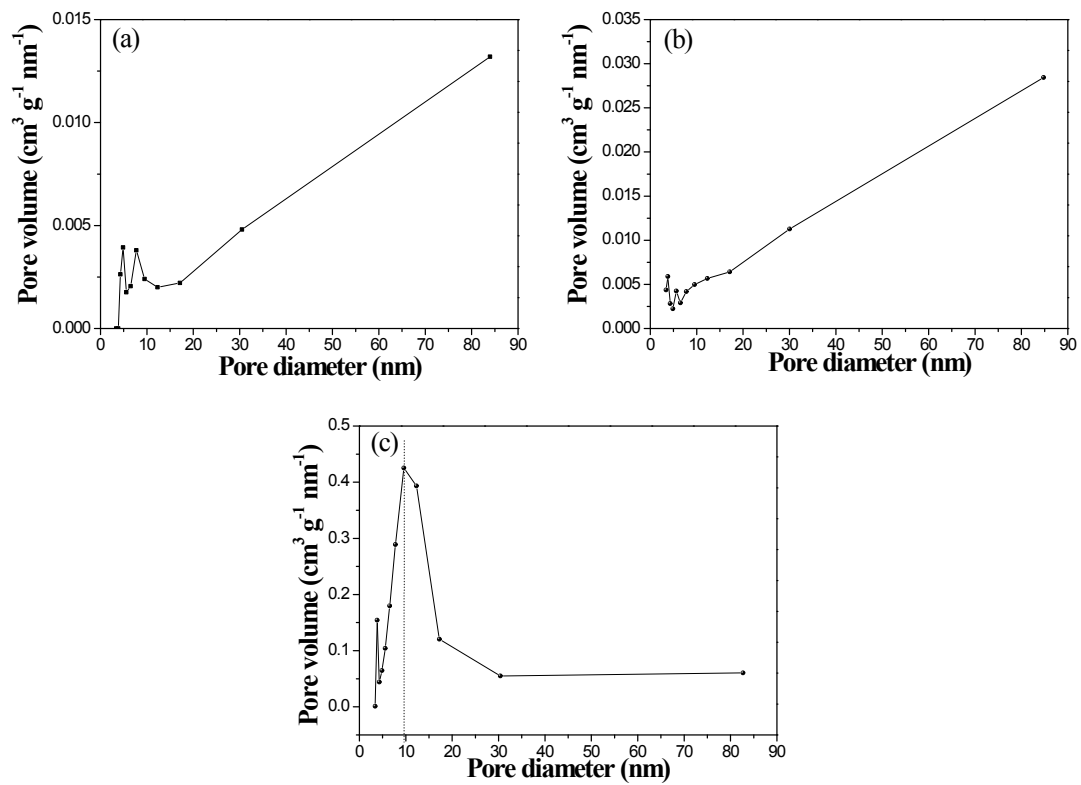 (a)
0.015
0.010
0.005
0.000
Pore volume (cm³ g⁻¹ nm⁻¹)
0 10 20 30 40 50 60 70 80 90
Pore diameter (nm)
(b)
0.035
0.030
0.025
0.020
0.015
0.010
0.005
0.000
Pore volume (cm³ g⁻¹ nm⁻¹)
0 10 20 30 40 50 60 70 80 90
Pore diameter (nm)
(c)
0.5
0.4
0.3
0.2
0.1
0.0
Pore volume (cm³ g⁻¹ nm⁻¹)
0 10 20 30 40 50 60 70 80 90
Pore diameter (nm)